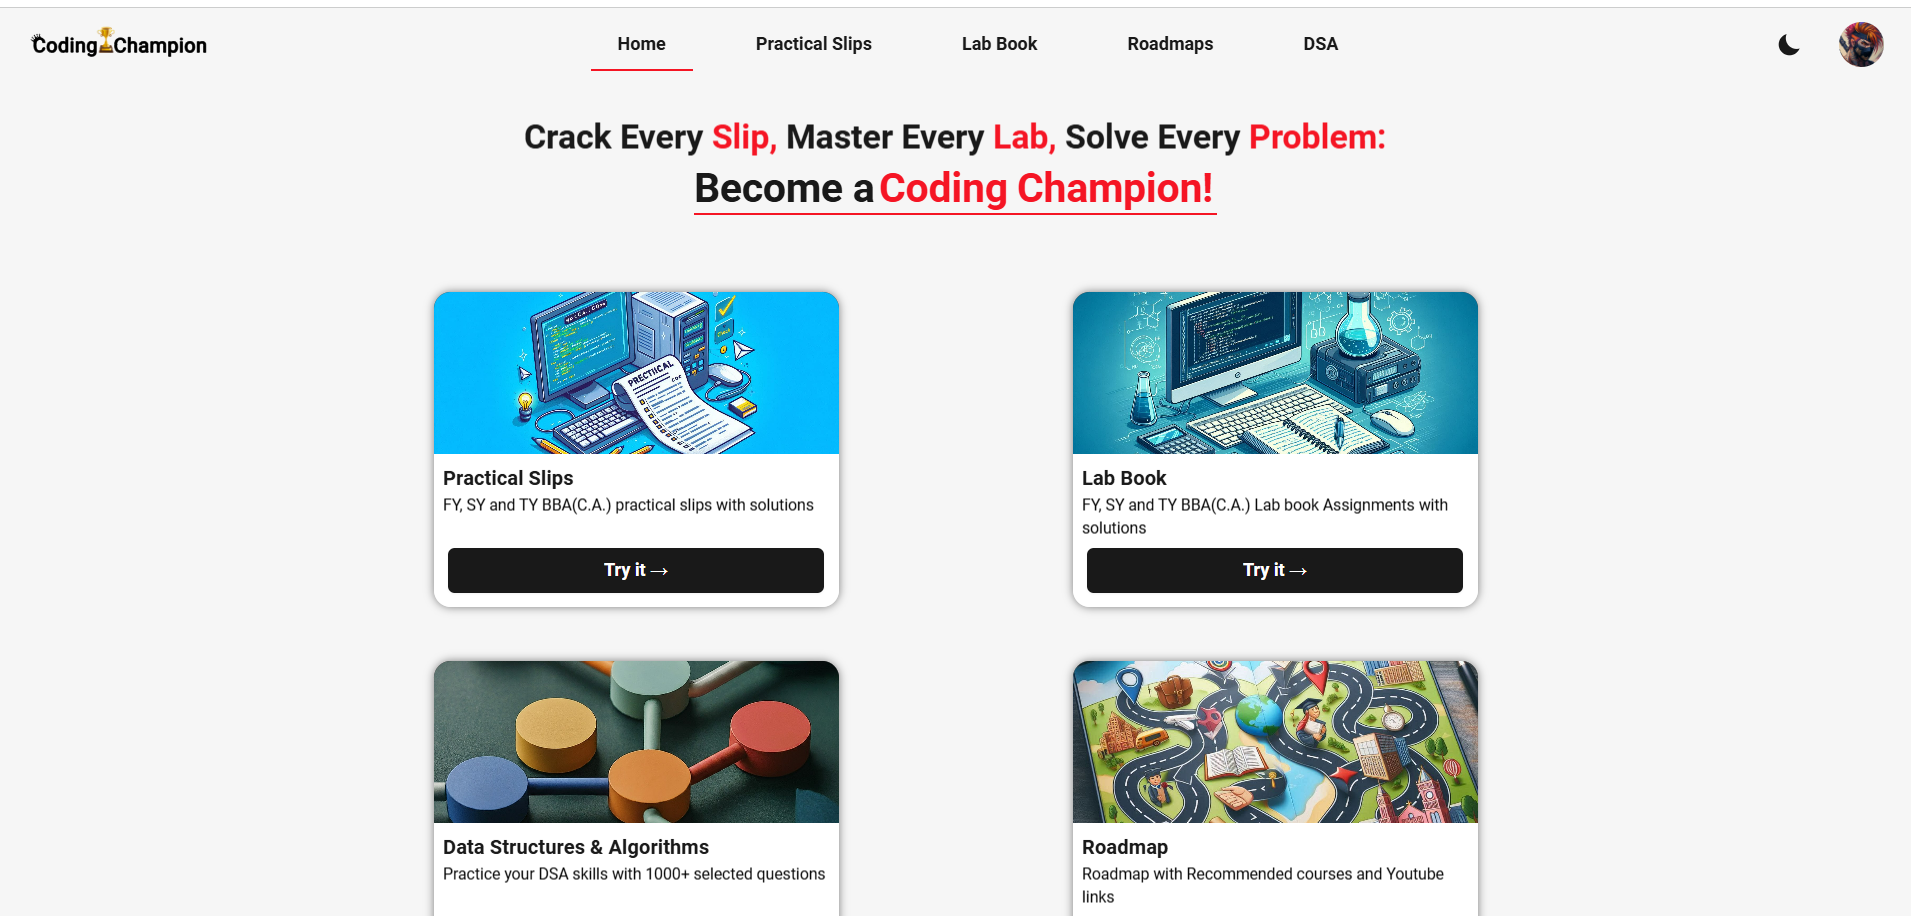 Coding Champion
Home
Practical Slips
Lab Book
Roadmaps
DSA
Crack Every Slip, Master Every Lab, Solve Every Problem:
Become a Coding Champion!
PRECTIICAL
Practical Slips
FY, SY and TY BBA(C.A.) practical slips with solutions
Try it →
Lab Book
FY, SY and TY BBA(C.A.) Lab book Assignments with
solutions
Try it →
Data Structures & Algorithms
Practice your DSA skills with 1000+ selected questions
Roadmap
Roadmap with Recommended courses and Youtube
links